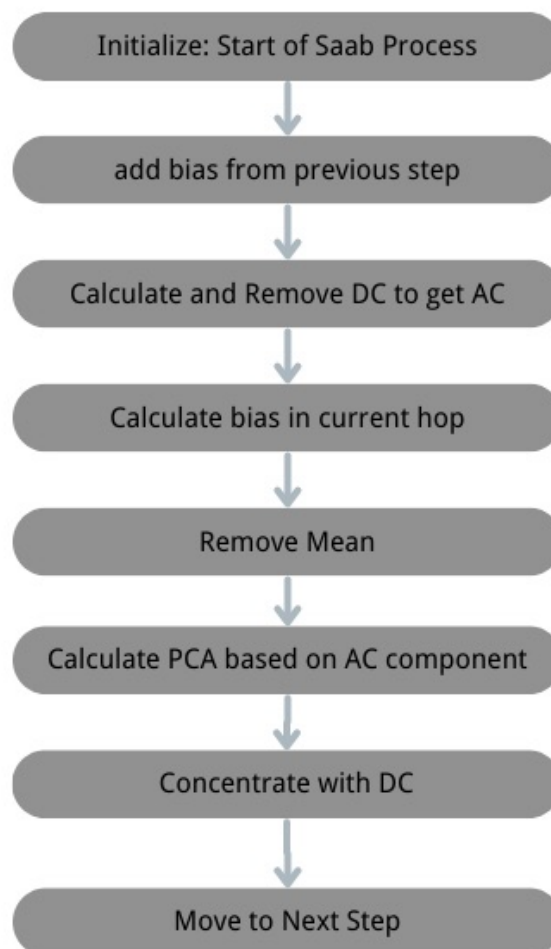 Initialize: Start of Saab Process
add bias from previous step
Calculate and Remove DC to get AC
Calculate bias in current hop
Remove Mean
Calculate PCA based on AC component
Concentrate with DC
Move to Next Step